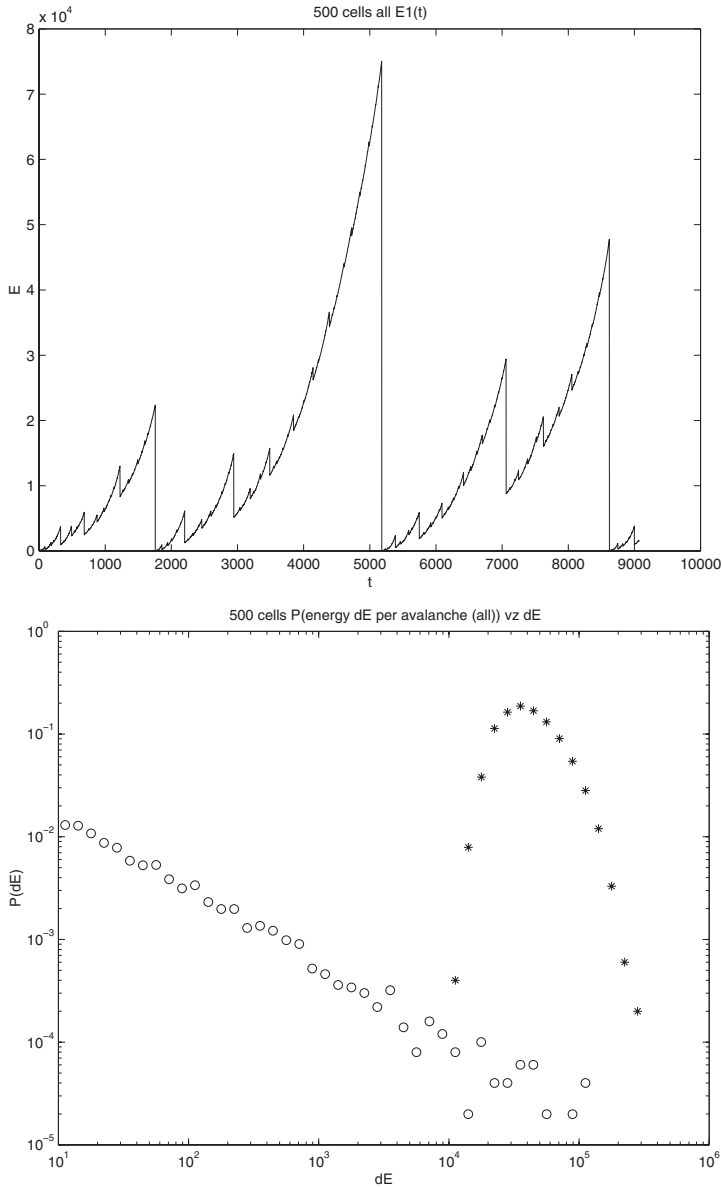 500 cells all E1(t)
x 10^4
8
7
6
5
4
3
2
1
0
E
0 1000 2000 3000 4000 5000 6000 7000 8000 9000 10000
t
500 cells P(energy dE per avalanche (all)) vz dE
10^0
10^-1
10^-2
10^-3
10^-4
10^-5
P(dE)
10^1 10^2 10^3 10^4 10^5 10^6
dE